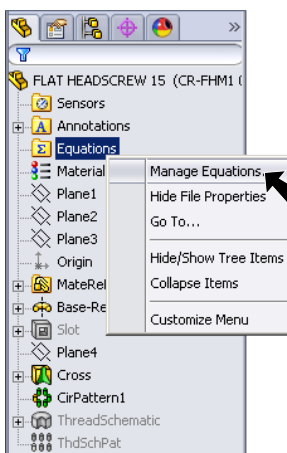 »
FLAT HEADSCREW 15 (CR-FHM1 (
Sensors
A Annotations
Σ Equations
Material
Manage Equations...
Plane1
Hide File Properties
Plane2
Go To...
Plane3
Origin
Hide/Show Tree Items
MateRel
Collapse Items
Base-Re
Slot
Customize Menu
Plane4
Cross
CirPattern1
ThreadSchematic
ThdSchPat